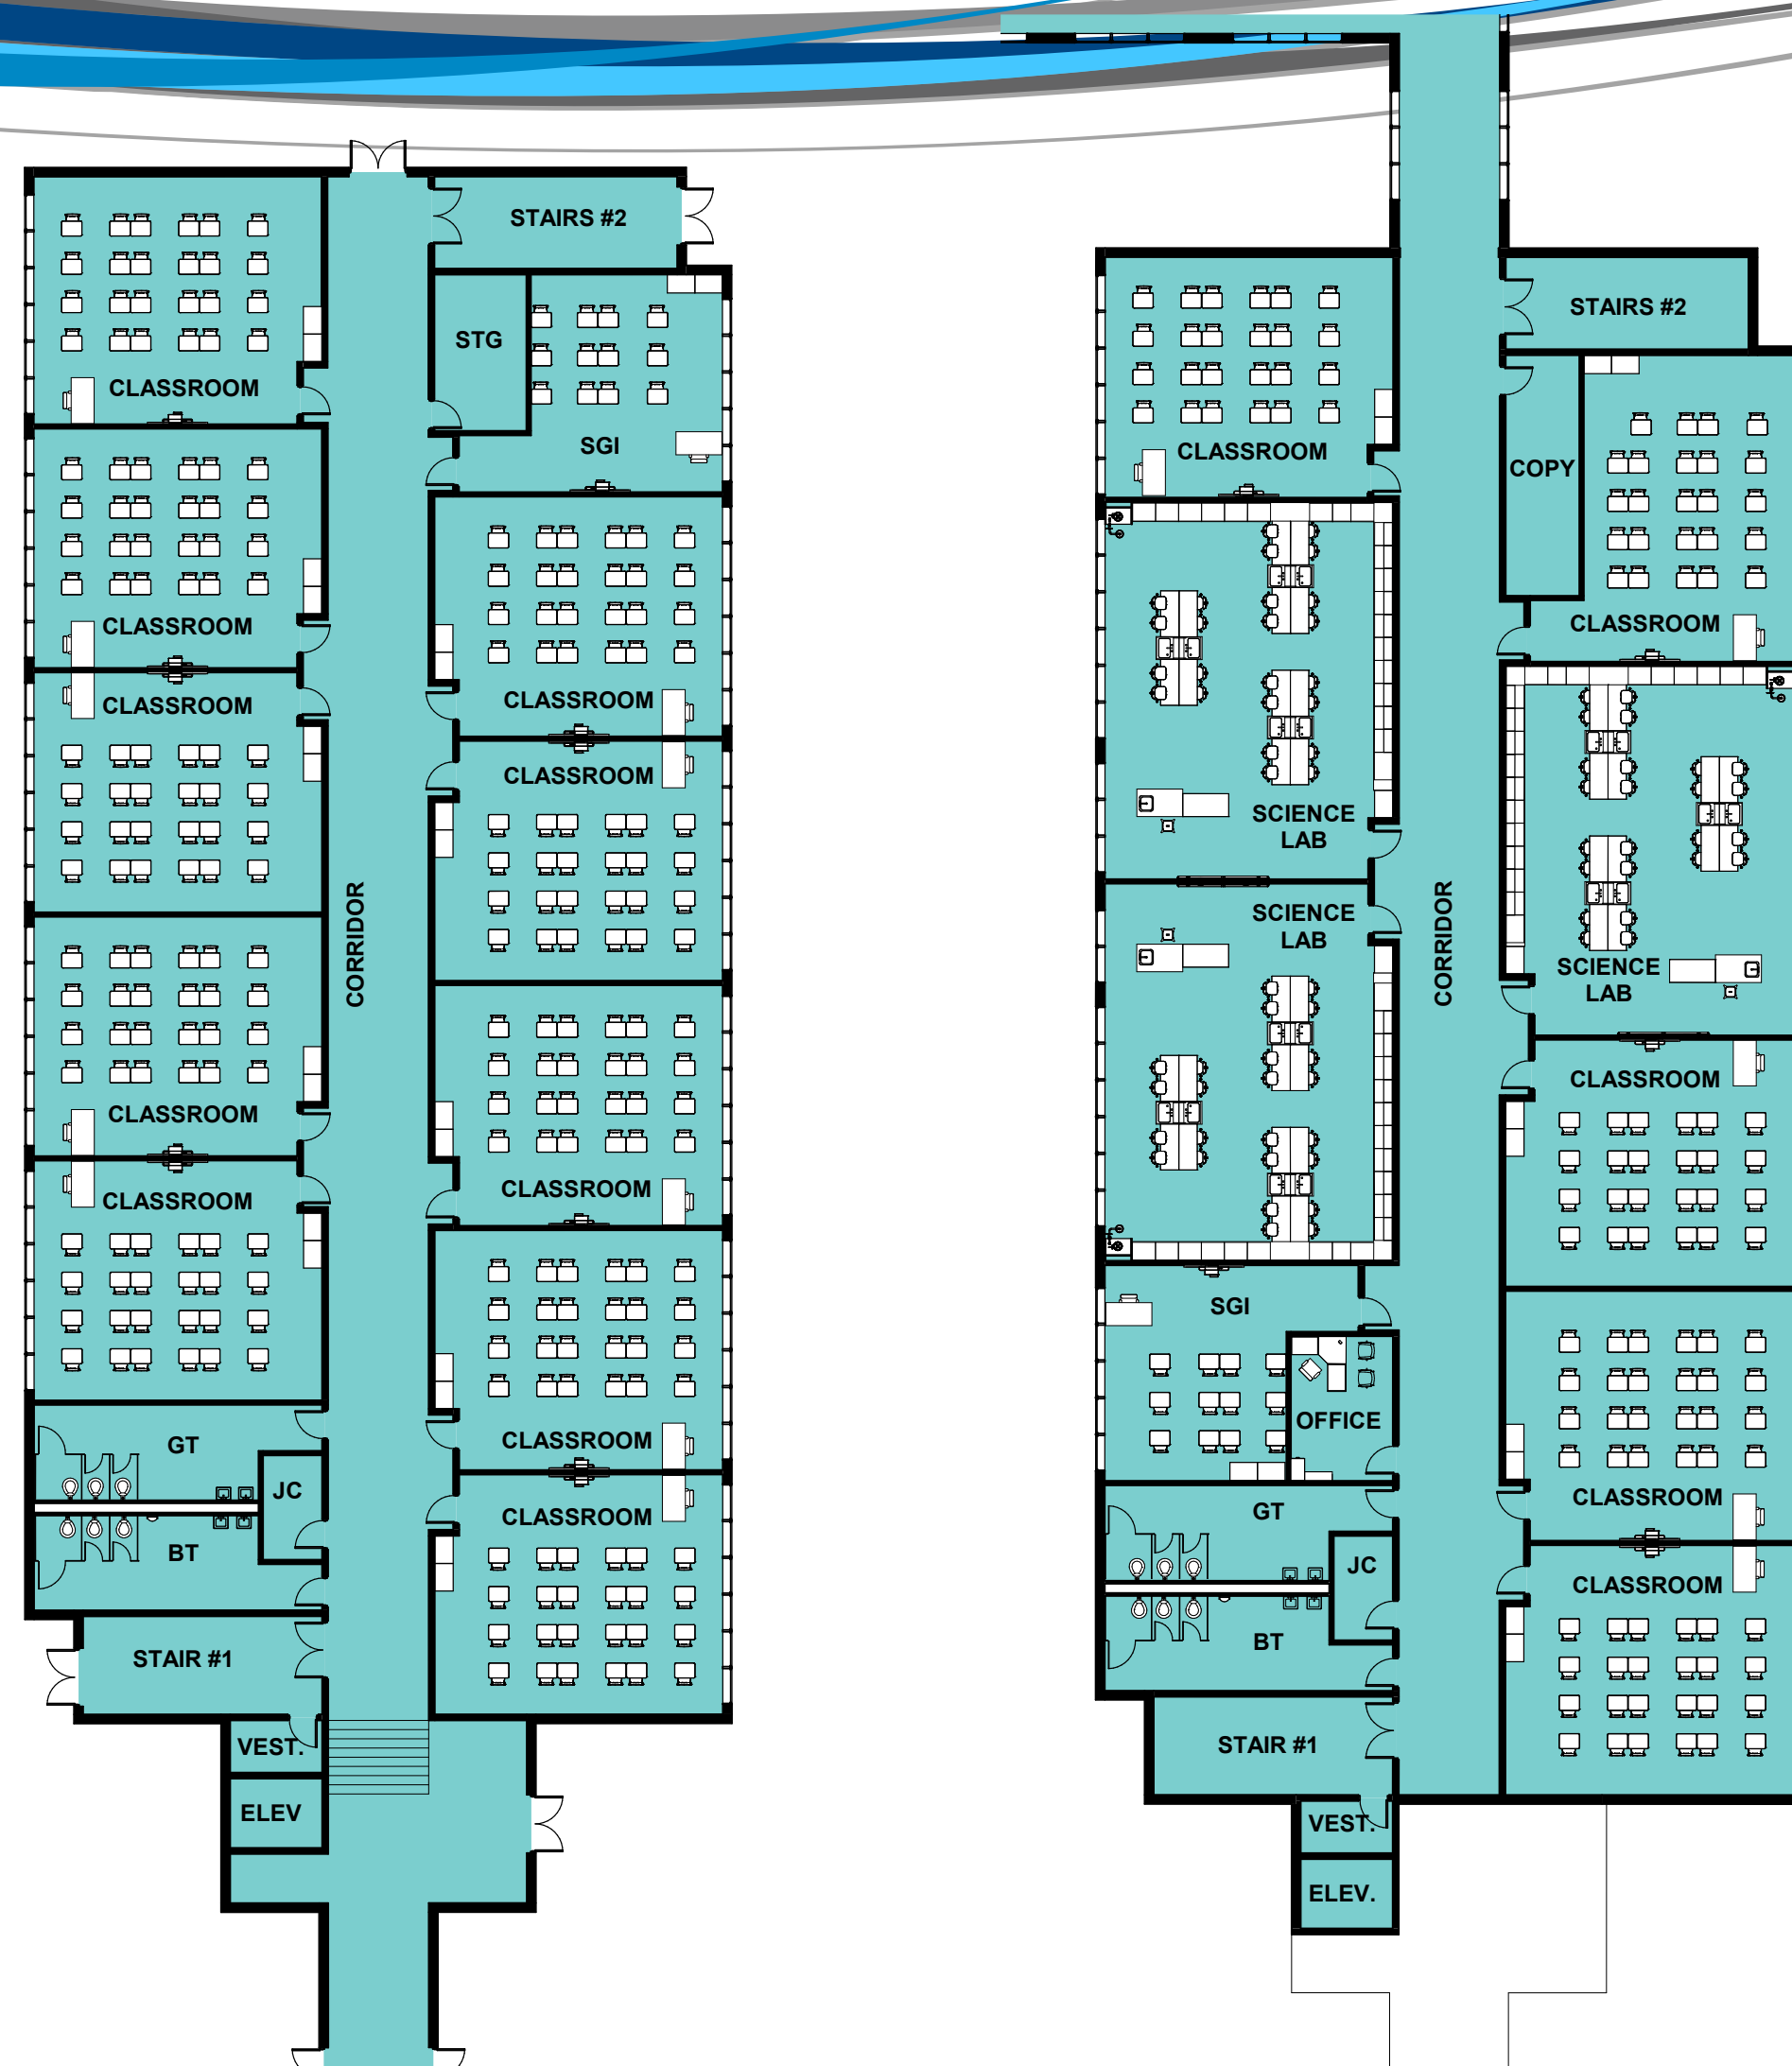 STAIRS #2
STG
CLASSROOM
SGI
CLASSROOM
CLASSROOM
CLASSROOM
CLASSROOM
CORRIDOR
CLASSROOM
CLASSROOM
CLASSROOM
CLASSROOM
GT
JC
CLASSROOM
BT
STAIR #1
VEST.
ELEV
STAIRS #2
CLASSROOM
COPY
CLASSROOM
SCIENCE
LAB
SCIENCE
LAB
CORRIDOR
SCIENCE
LAB
CLASSROOM
SGI
OFFICE
CLASSROOM
GT
JC
CLASSROOM
BT
STAIR #1
VEST.
ELEV.